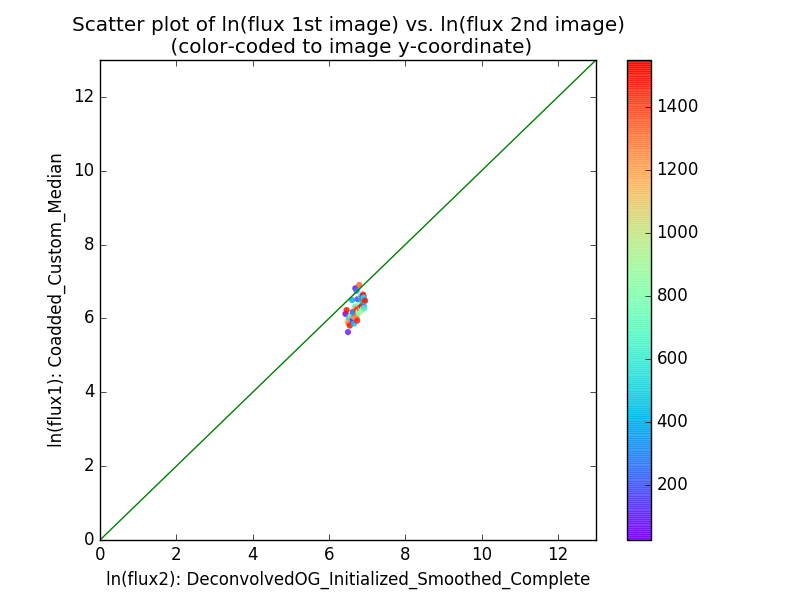 Scatter plot of ln(flux 1st image) vs. ln(flux 2nd image)
(color-coded to image y-coordinate)
12
10
8
6
4
2
0
ln(flux1): Coadded_Custom_Median
0 2 4 6 8 10 12
ln(flux2): DeconvolvedOG_Initialized_Smoothed_Complete
1400
1200
1000
800
600
400
200